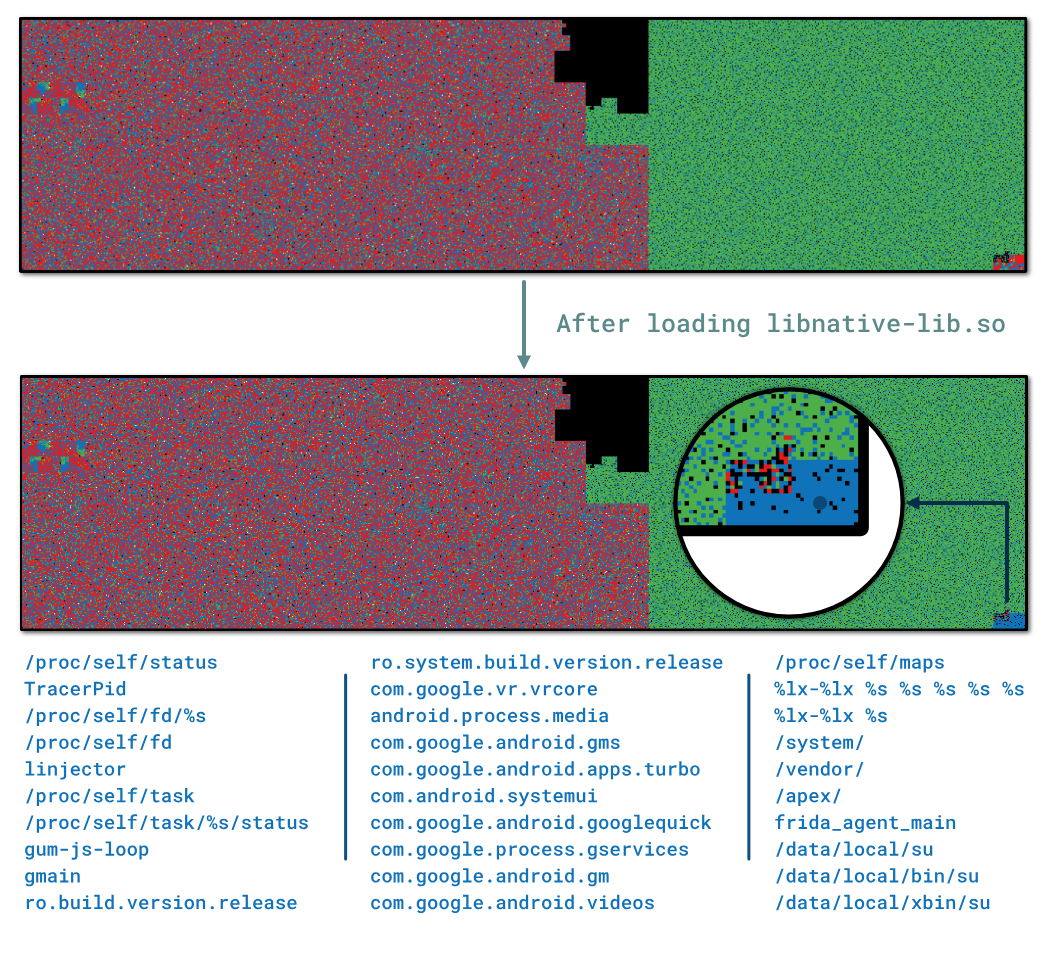 After loading libnative-lib.so
/proc/self/status
TracerPid
/proc/self/fd/%s
/proc/self/fd
linjector
/proc/self/task
/proc/self/task/%s/status
gum-js-loop
gmain
ro.build.version.release
ro.system.build.version.release
com.google.vr.vrcore
android.process.media
com.google.android.gms
com.google.android.apps.turbo
com.android.systemui
com.google.android.googlequick
com.google.process.gservices
com.google.android.gm
com.google.android.videos
/proc/self/maps
%lx-%lx %s %s %s %s %s
%lx-%lx %s
/system/
/vendor/
/apex/
frida_agent_main
/data/local/su
/data/local/bin/su
/data/local/xbin/su